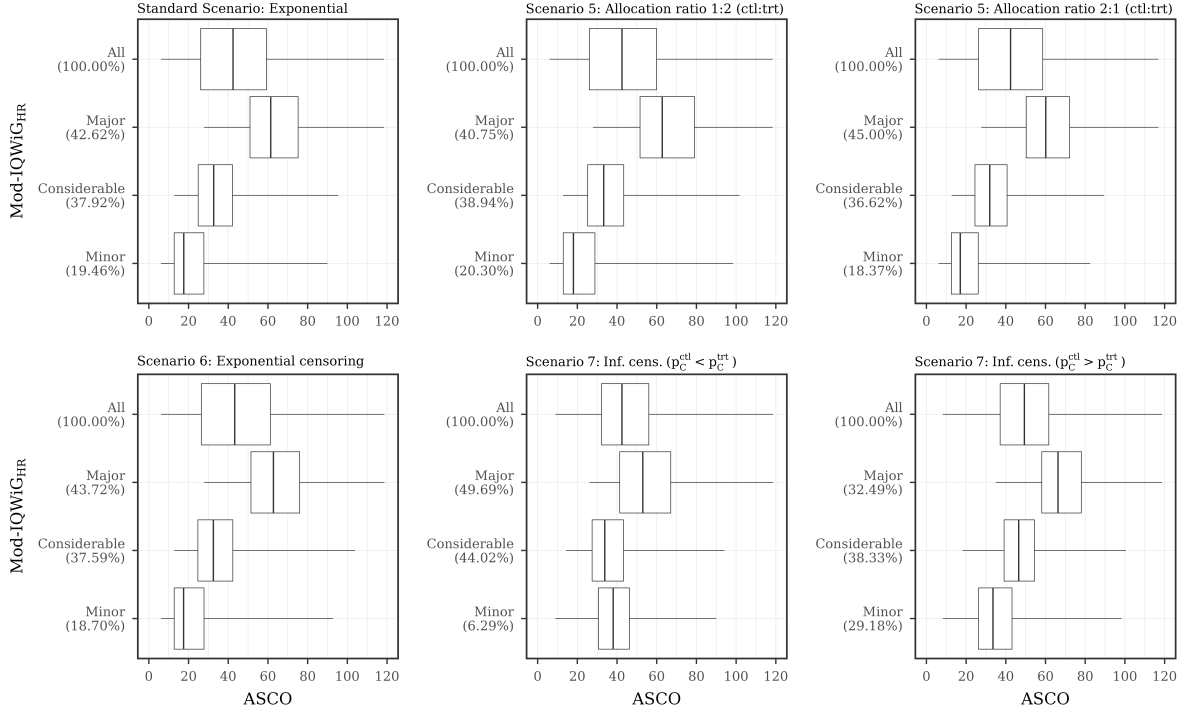 Standard Scenario: Exponential
Mod-IQWiG_HR
All
(100.00%)
Major
(42.62%)
Considerable
(37.92%)
Minor
(19.46%)
0 20 40 60 80 100 120
Scenario 5: Allocation ratio 1:2 (ctl:trt)
All
(100.00%)
Major
(40.75%)
Considerable
(38.94%)
Minor
(20.30%)
0 20 40 60 80 100 120
Scenario 5: Allocation ratio 2:1 (ctl:trt)
All
(100.00%)
Major
(45.00%)
Considerable
(36.62%)
Minor
(18.37%)
0 20 40 60 80 100 120
Scenario 6: Exponential censoring
Mod-IQWiG_HR
All
(100.00%)
Major
(43.72%)
Considerable
(37.59%)
Minor
(18.70%)
0 20 40 60 80 100 120
ASCO
Scenario 7: Inf. cens. (p_C^ctl < p_C^trt )
All
(100.00%)
Major
(49.69%)
Considerable
(44.02%)
Minor
(6.29%)
0 20 40 60 80 100 120
ASCO
Scenario 7: Inf. cens. (p_C^ctl > p_C^trt )
All
(100.00%)
Major
(32.49%)
Considerable
(38.33%)
Minor
(29.18%)
0 20 40 60 80 100 120
ASCO